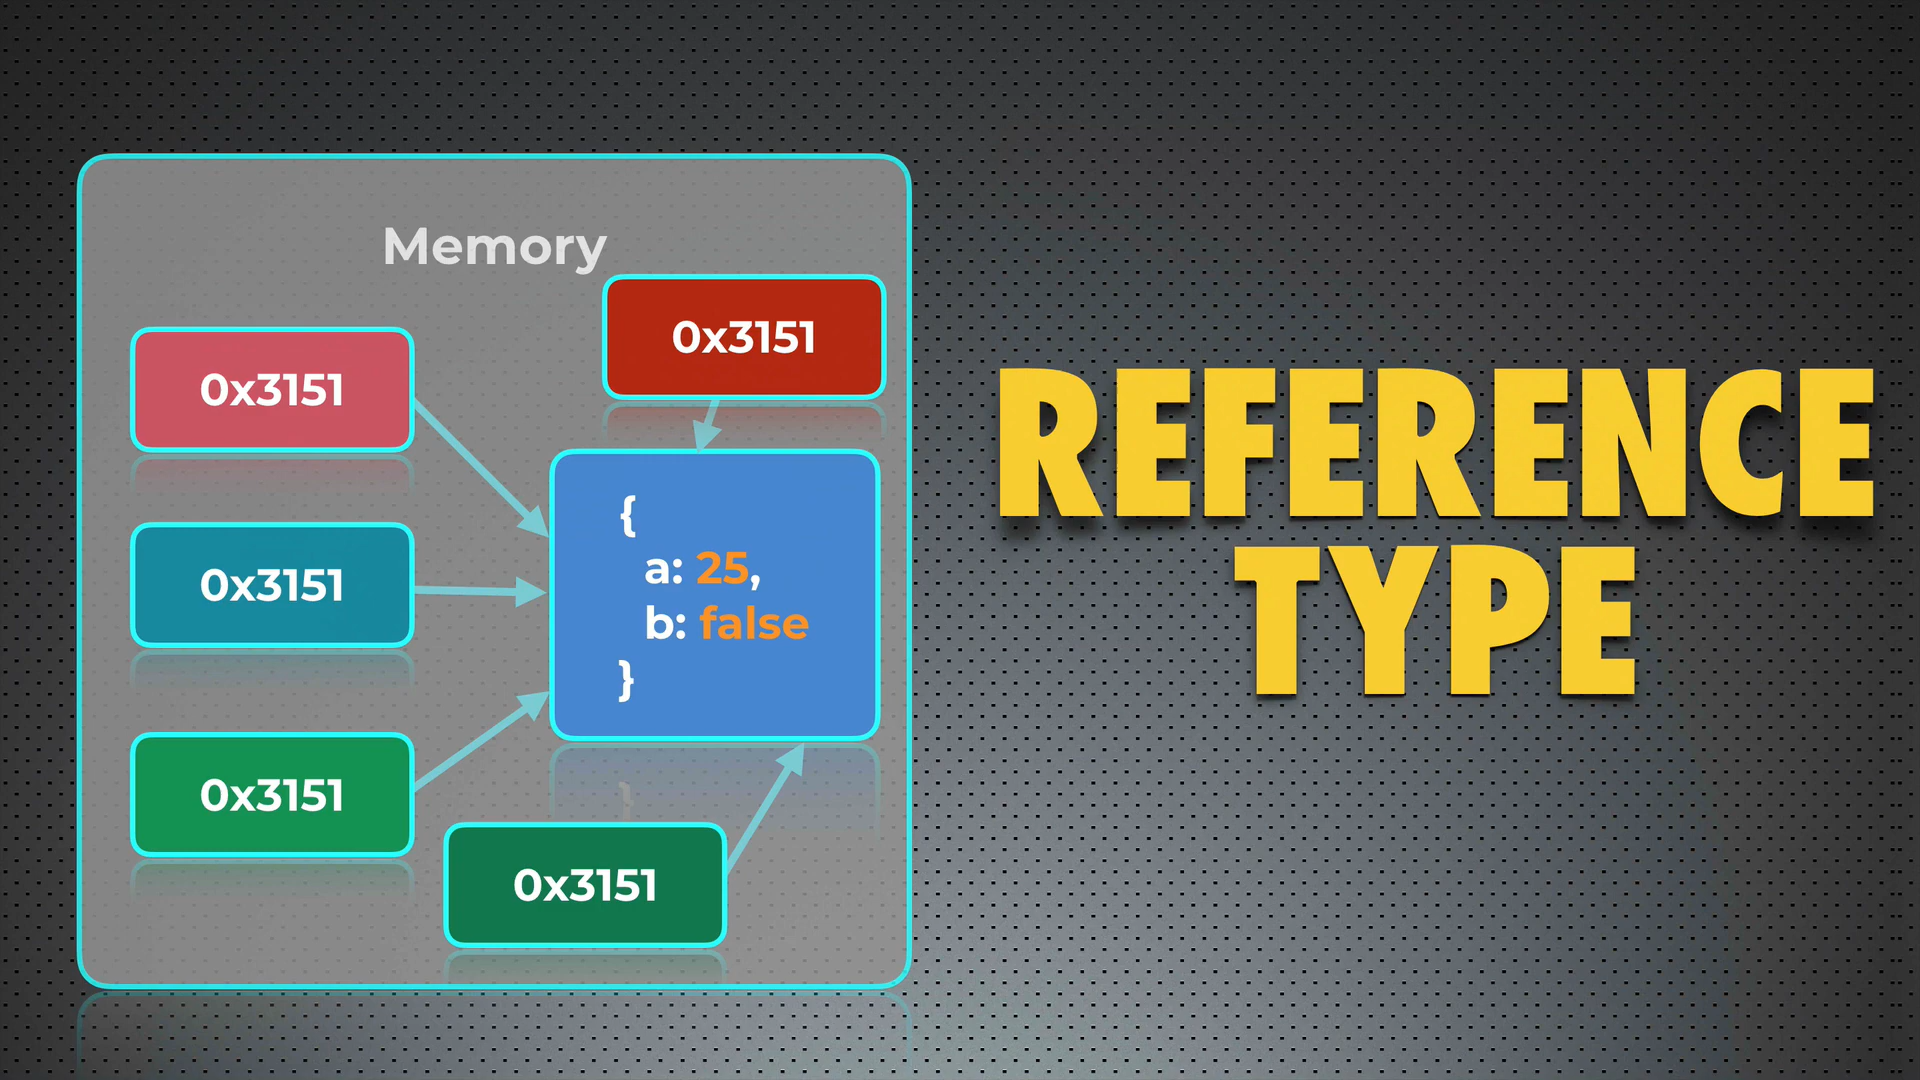 Memory
0x3151
0x3151
0x3151
0x3151
0x3151
{
a: 25,
b: false
}
REFERENCE
TYPE